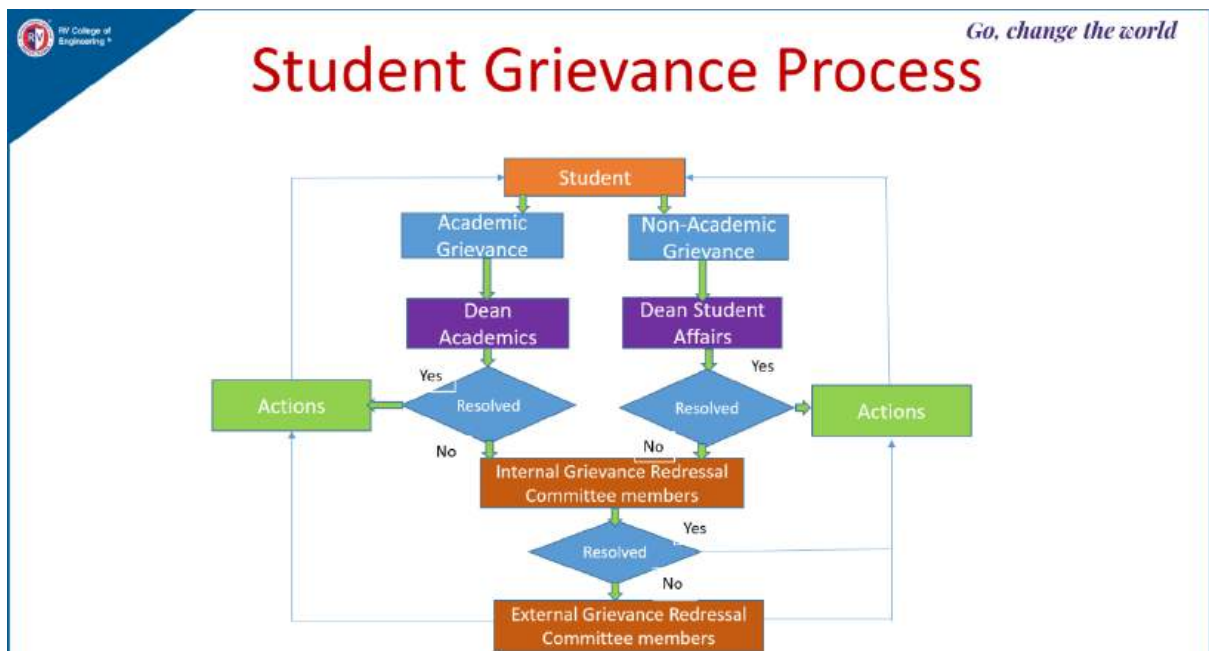 RV College of
Engineering ®
Go, change the world
Student Grievance Process
Student
Academic
Grievance
Non-Academic
Grievance
Dean
Academics
Dean Student
Affairs
Yes
Yes
Actions
Resolved
Resolved
Actions
No
No
Internal Grievance Redressal
Committee members
Yes
Resolved
No
External Grievance Redressal
Committee members